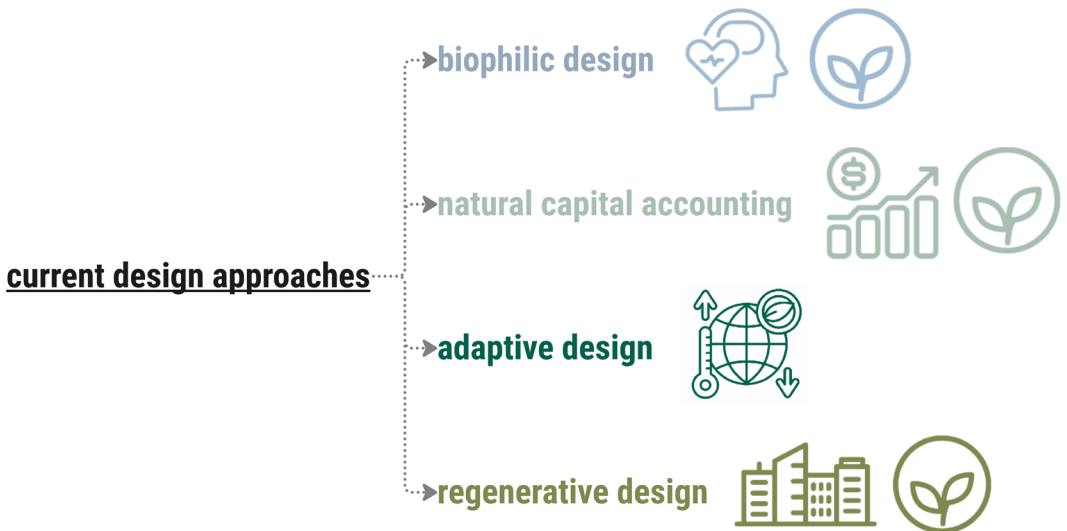 biophilic design
$
natural capital accounting
current design approaches
adaptive design
regenerative design